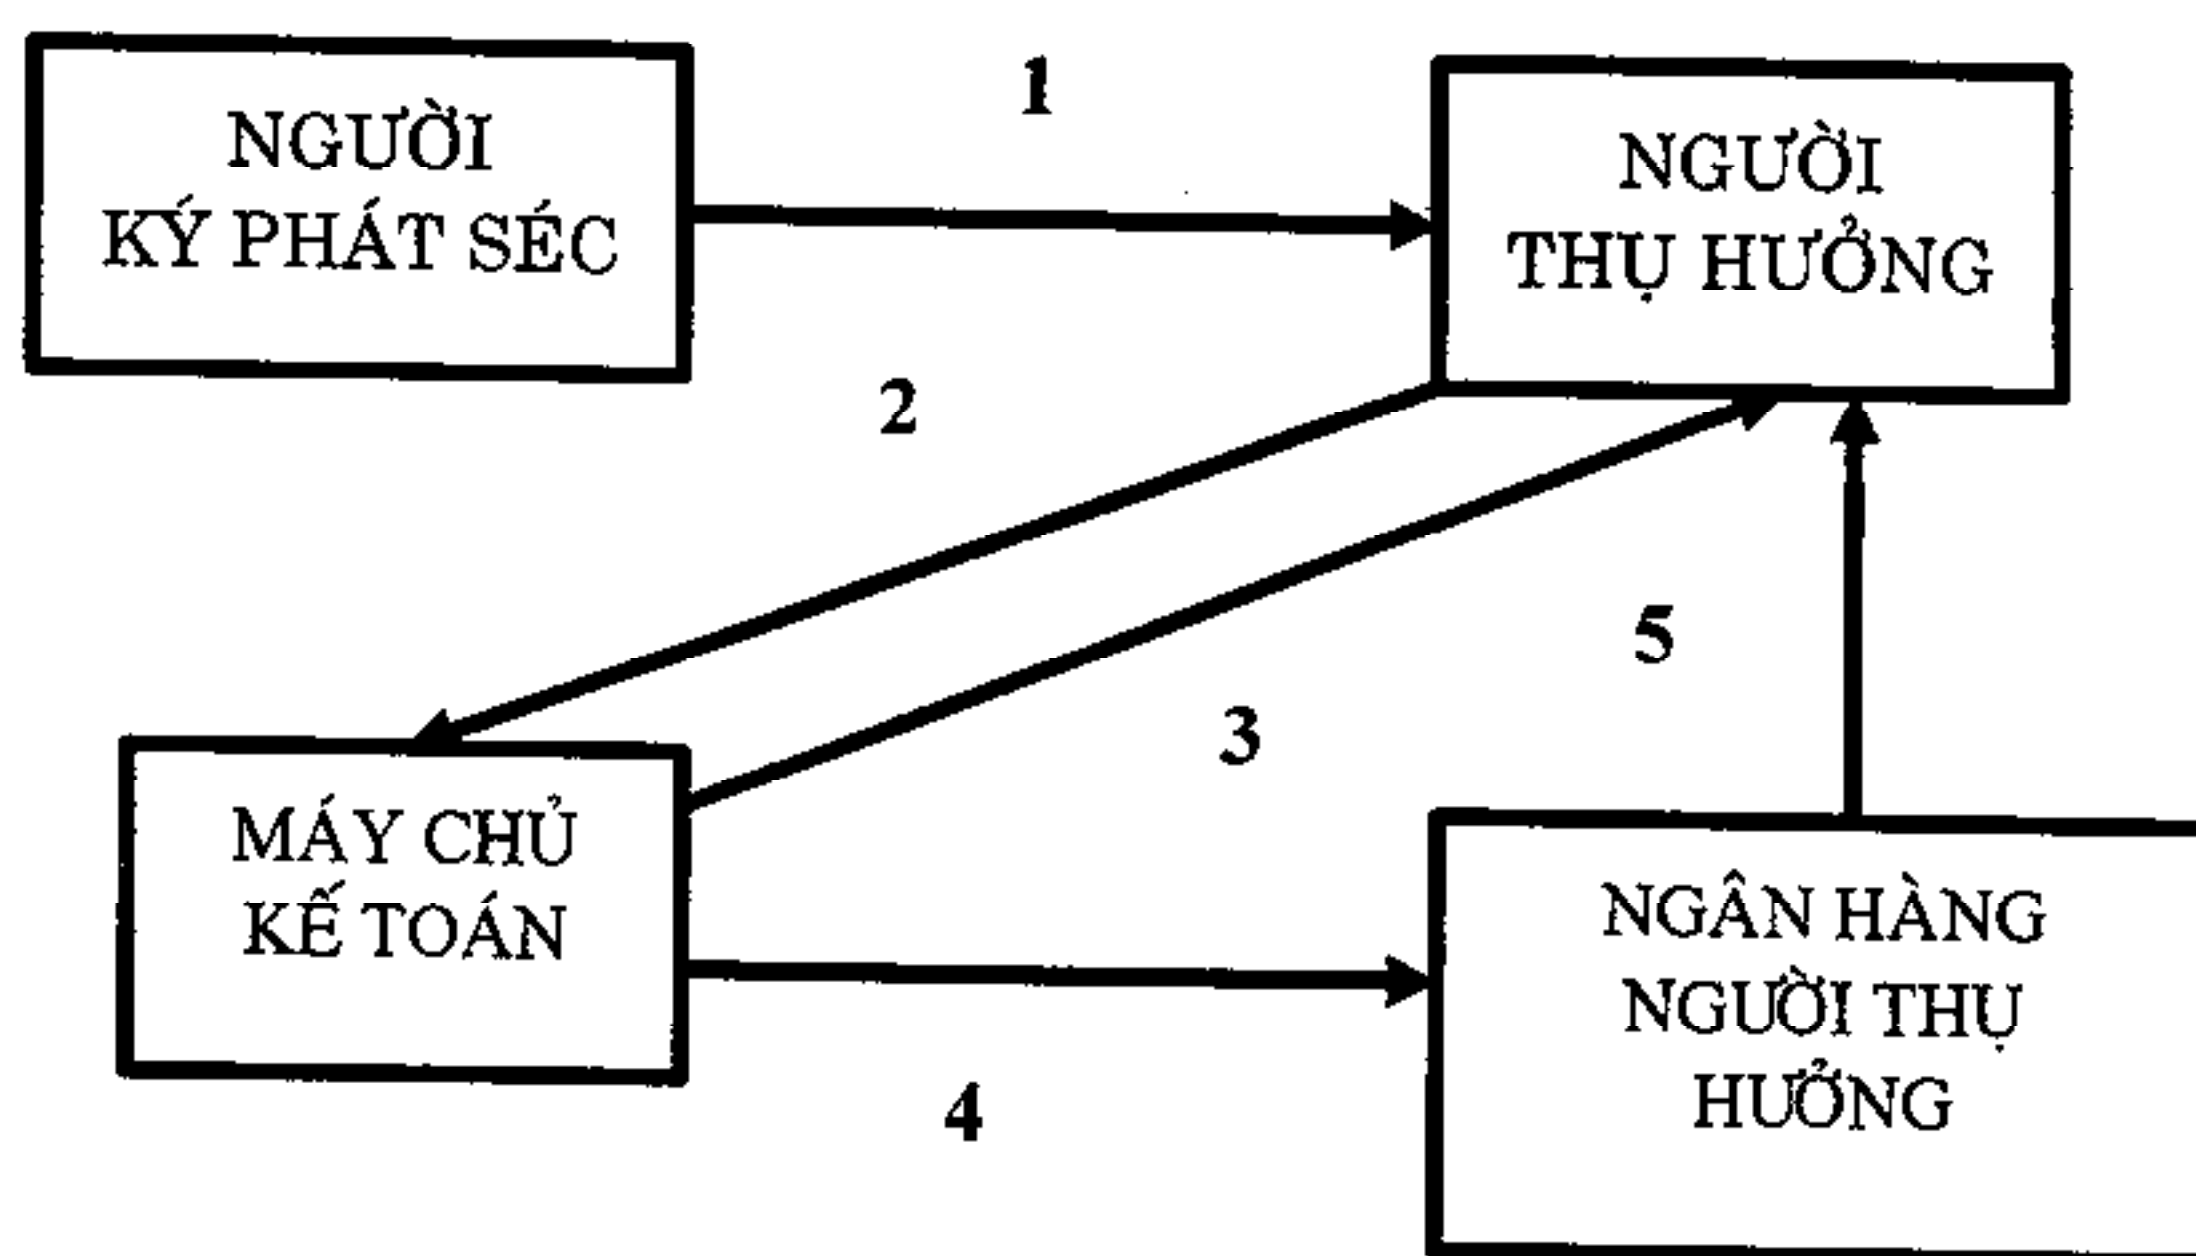 1
NGƯỜI
KÝ PHÁT SÉC
NGƯỜI
THỤ HƯỞNG
2
5
3
MÁY CHỦ
KẾ TOÁN
NGÂN HÀNG
NGƯỜI THỤ
HƯỞNG
4